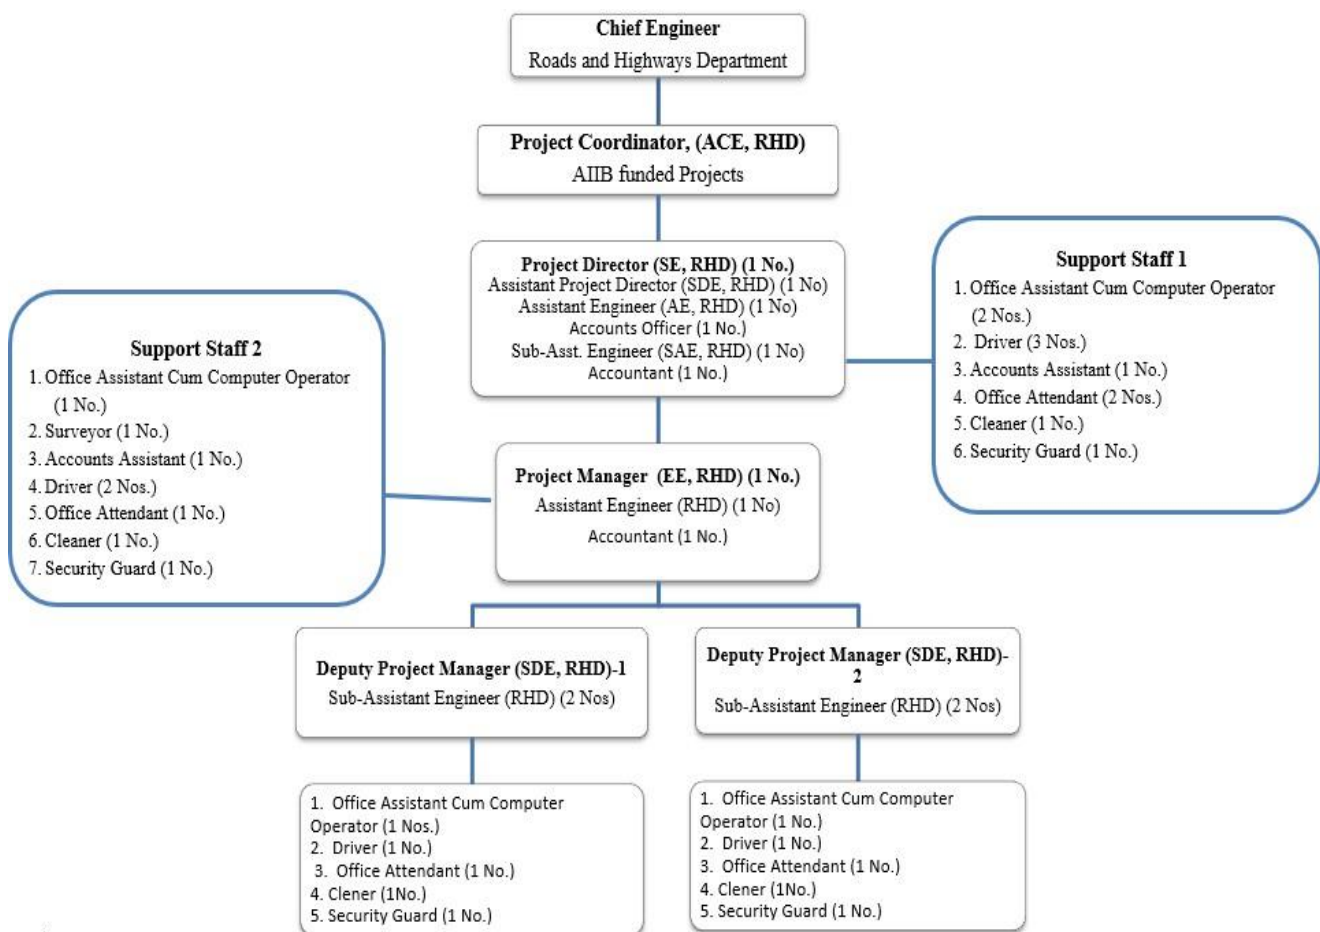 Chief Engineer
Roads and Highways Department
Project Coordinator, (ACE, RHD)
AIIB funded Projects
Project Director (SE, RHD) (1 No.)
Assistant Project Director (SDE, RHD) (1 No)
Assistant Engineer (AE, RHD) (1 No)
Accounts Officer (1 No.)
Sub-Asst. Engineer (SAE, RHD) (1 No)
Accountant (1 No.)
Support Staff 1
1. Office Assistant Cum Computer Operator
(2 Nos.)
2. Driver (3 Nos.)
3. Accounts Assistant (1 No.)
4. Office Attendant (2 Nos.)
5. Cleaner (1 No.)
6. Security Guard (1 No.)
Support Staff 2
1. Office Assistant Cum Computer Operator
(1 No.)
2. Surveyor (1 No.)
3. Accounts Assistant (1 No.)
4. Driver (2 Nos.)
5. Office Attendant (1 No.)
6. Cleaner (1 No.)
7. Security Guard (1 No.)
Project Manager (EE, RHD) (1 No.)
Assistant Engineer (RHD) (1 No)
Accountant (1 No.)
Deputy Project Manager (SDE, RHD)-1
Sub-Assistant Engineer (RHD) (2 Nos)
Deputy Project Manager (SDE, RHD)-
2
Sub-Assistant Engineer (RHD) (2 Nos)
1. Office Assistant Cum Computer
Operator (1 Nos.)
2. Driver (1 No.)
3. Office Attendant (1 No.)
4. Clener (1No.)
5. Security Guard (1 No.)
1. Office Assistant Cum Computer
Operator (1 No.)
2. Driver (1 No.)
3. Office Attendant (1 No.)
4. Clener (1No.)
5. Security Guard (1 No.)